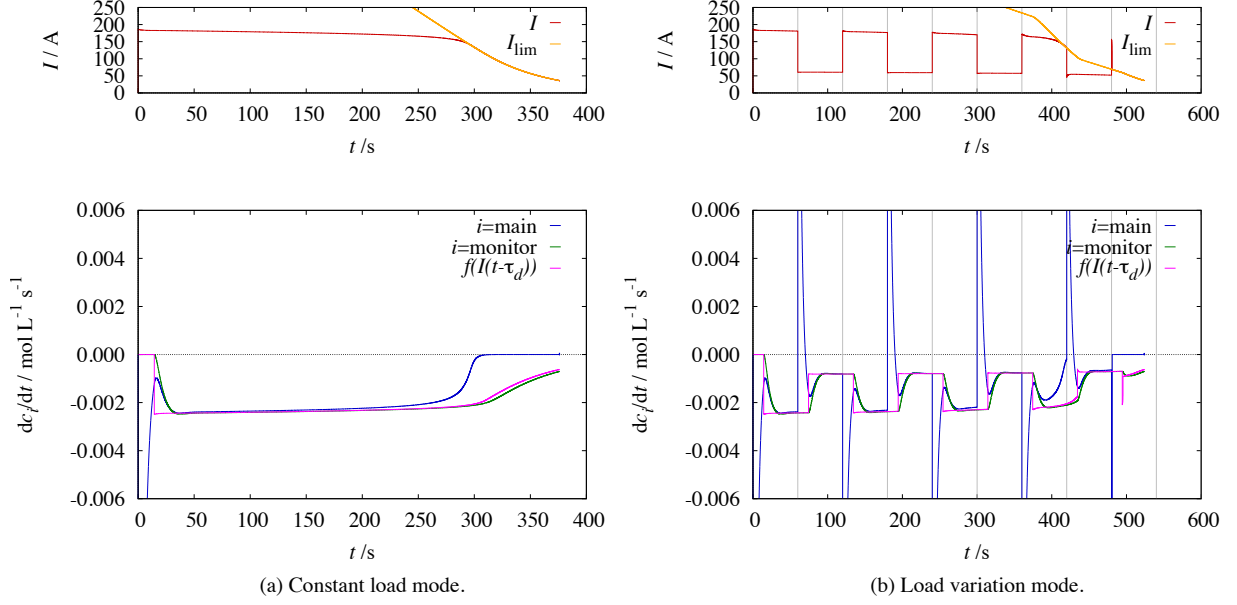 250
200
150
100
50
0
I / A
I
I_lim
0 50 100 150 200 250 300 350 400
t /s
250
200
150
100
50
0
I / A
I
I_lim
0 100 200 300 400 500 600
t /s
0.006
0.004
0.002
0.000
-0.002
-0.004
-0.006
dc_i/dt / mol L^-1 s^-1
i=main
i=monitor
f(I(t-τ_d))
0 50 100 150 200 250 300 350 400
t /s
(a) Constant load mode.
0.006
0.004
0.002
0.000
-0.002
-0.004
-0.006
dc_i/dt / mol L^-1 s^-1
i=main
i=monitor
f(I(t-τ_d))
0 100 200 300 400 500 600
t /s
(b) Load variation mode.